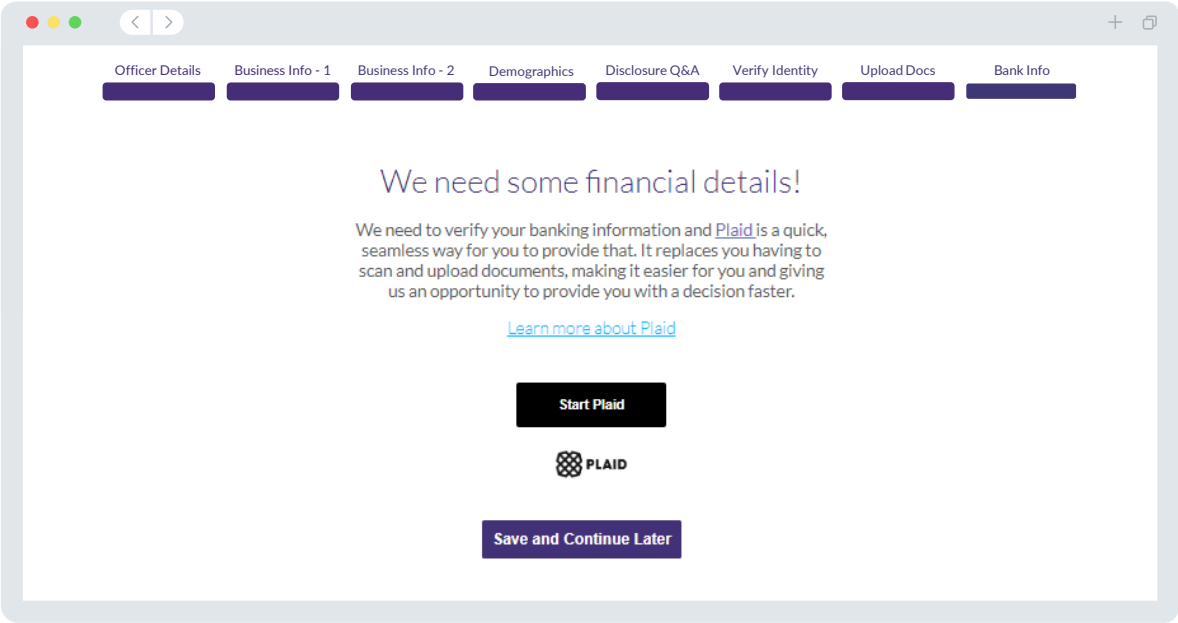 Officer Details
Business Info - 1
Business Info - 2
Demographics
Disclosure Q&A
Verify Identity
Upload Docs
Bank Info
We need some financial details!
We need to verify your banking information and Plaid is a quick,
seamless way for you to provide that. It replaces you having to
scan and upload documents, making it easier for you and giving
us an opportunity to provide you with a decision faster.
Learn more about Plaid
Start Plaid
PLAID
Save and Continue Later